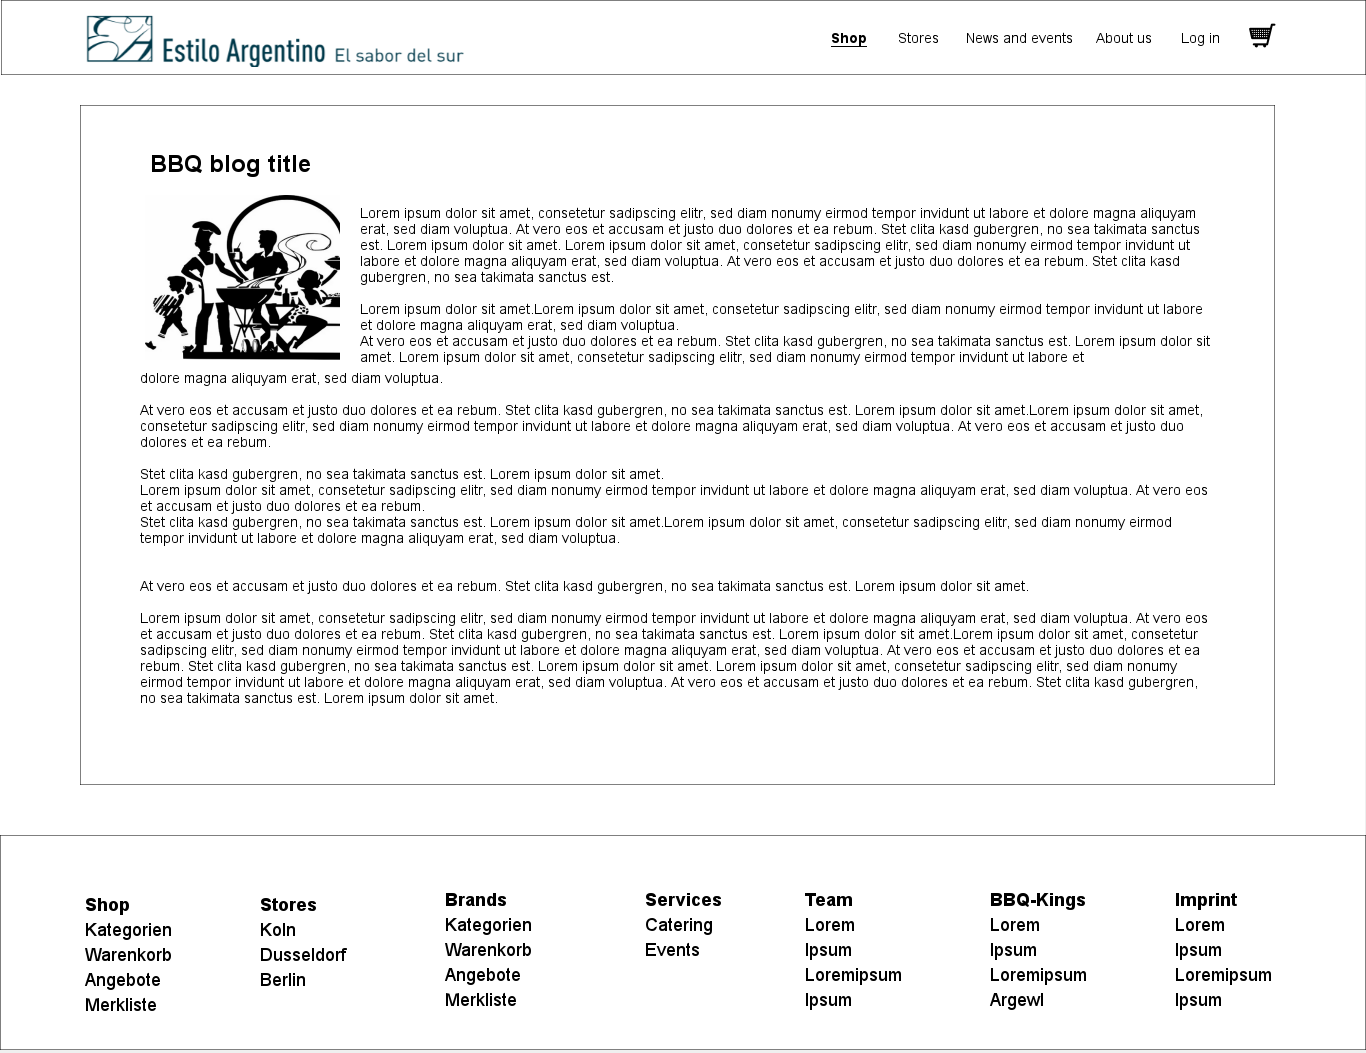 Estilo Argentino El sabor del sur
Shop Stores News and events About us Log in
BBQ blog title
Lorem ipsum dolor sit amet, consetetur sadipscing elitr, sed diam nonumy eirmod tempor invidunt ut labore et dolore magna aliquyam
erat, sed diam voluptua. At vero eos et accusam et justo duo dolores et ea rebum. Stet clita kasd gubergren, no sea takimata sanctus
est. Lorem ipsum dolor sit amet. Lorem ipsum dolor sit amet, consetetur sadipscing elitr, sed diam nonumy eirmod tempor invidunt ut
labore et dolore magna aliquyam erat, sed diam voluptua. At vero eos et accusam et justo duo dolores et ea rebum. Stet clita kasd
gubergren, no sea takimata sanctus est.
Lorem ipsum dolor sit amet.Lorem ipsum dolor sit amet, consetetur sadipscing elitr, sed diam nonumy eirmod tempor invidunt ut labore
et dolore magna aliquyam erat, sed diam voluptua.
At vero eos et accusam et justo duo dolores et ea rebum. Stet clita kasd gubergren, no sea takimata sanctus est. Lorem ipsum dolor sit
amet. Lorem ipsum dolor sit amet, consetetur sadipscing elitr, sed diam nonumy eirmod tempor invidunt ut labore et
dolore magna aliquyam erat, sed diam voluptua.
At vero eos et accusam et justo duo dolores et ea rebum. Stet clita kasd gubergren, no sea takimata sanctus est. Lorem ipsum dolor sit amet.Lorem ipsum dolor sit amet,
consetetur sadipscing elitr, sed diam nonumy eirmod tempor invidunt ut labore et dolore magna aliquyam erat, sed diam voluptua. At vero eos et accusam et justo duo
dolores et ea rebum.
Stet clita kasd gubergren, no sea takimata sanctus est. Lorem ipsum dolor sit amet.
Lorem ipsum dolor sit amet, consetetur sadipscing elitr, sed diam nonumy eirmod tempor invidunt ut labore et dolore magna aliquyam erat, sed diam voluptua. At vero eos
et accusam et justo duo dolores et ea rebum.
Stet clita kasd gubergren, no sea takimata sanctus est. Lorem ipsum dolor sit amet.Lorem ipsum dolor sit amet, consetetur sadipscing elitr, sed diam nonumy eirmod
tempor invidunt ut labore et dolore magna aliquyam erat, sed diam voluptua.
At vero eos et accusam et justo duo dolores et ea rebum. Stet clita kasd gubergren, no sea takimata sanctus est. Lorem ipsum dolor sit amet.
Lorem ipsum dolor sit amet, consetetur sadipscing elitr, sed diam nonumy eirmod tempor invidunt ut labore et dolore magna aliquyam erat, sed diam voluptua. At vero eos
et accusam et justo duo dolores et ea rebum. Stet clita kasd gubergren, no sea takimata sanctus est. Lorem ipsum dolor sit amet.Lorem ipsum dolor sit amet, consetetur
sadipscing elitr, sed diam nonumy eirmod tempor invidunt ut labore et dolore magna aliquyam erat, sed diam voluptua. At vero eos et accusam et justo duo dolores et ea
rebum. Stet clita kasd gubergren, no sea takimata sanctus est. Lorem ipsum dolor sit amet. Lorem ipsum dolor sit amet, consetetur sadipscing elitr, sed diam nonumy
eirmod tempor invidunt ut labore et dolore magna aliquyam erat, sed diam voluptua. At vero eos et accusam et justo duo dolores et ea rebum. Stet clita kasd gubergren,
no sea takimata sanctus est. Lorem ipsum dolor sit amet.
Shop
Kategorien
Warenkorb
Angebote
Merkliste
Stores
Koln
Dusseldorf
Berlin
Brands
Kategorien
Warenkorb
Angebote
Merkliste
Services
Catering
Events
Team
Lorem
Ipsum
Loremipsum
Ipsum
BBQ-Kings
Lorem
Ipsum
Loremipsum
Argewl
Imprint
Lorem
Ipsum
Loremipsum
Ipsum